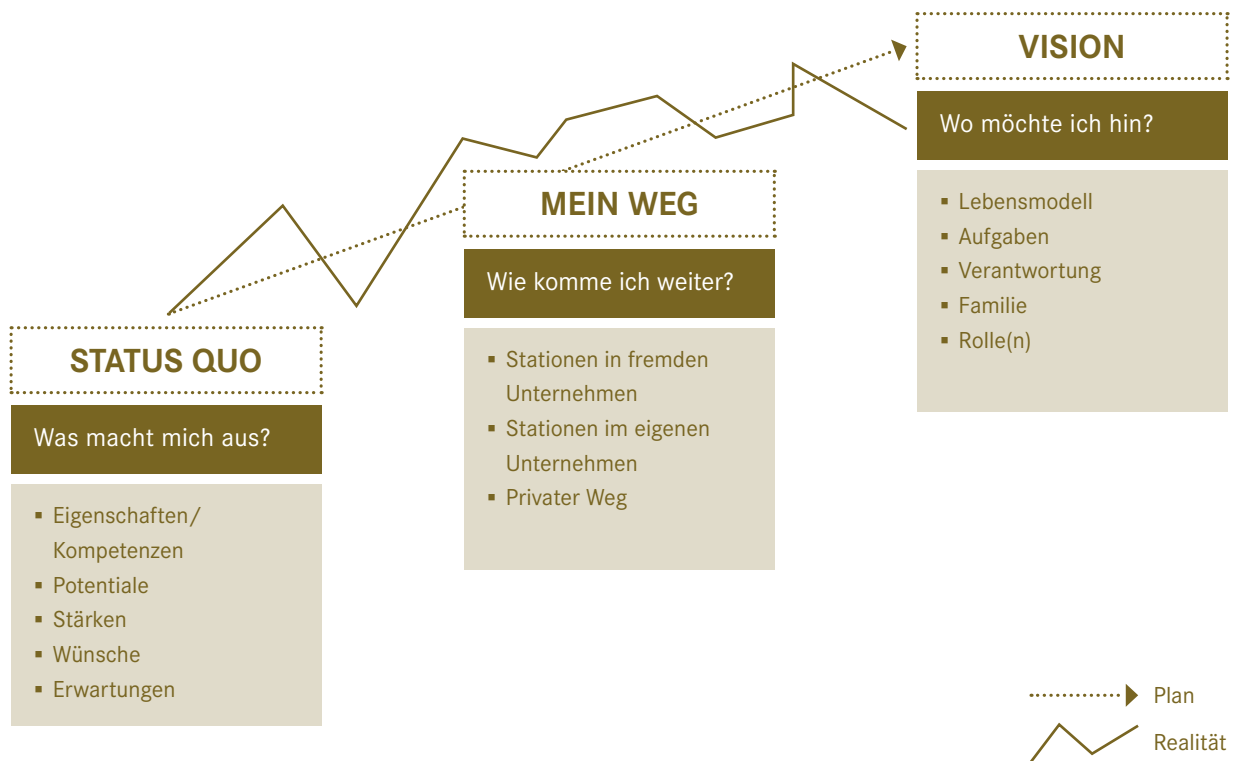 STATUS QUO
Was macht mich aus?
▪ Eigenschaften/
Kompetenzen
▪ Potentiale
▪ Stärken
▪ Wünsche
▪ Erwartungen
MEIN WEG
Wie komme ich weiter?
▪ Stationen in fremden
Unternehmen
▪ Stationen im eigenen
Unternehmen
▪ Privater Weg
VISION
Wo möchte ich hin?
▪ Lebensmodell
▪ Aufgaben
▪ Verantwortung
▪ Familie
▪ Rolle(n)
Plan
Realität